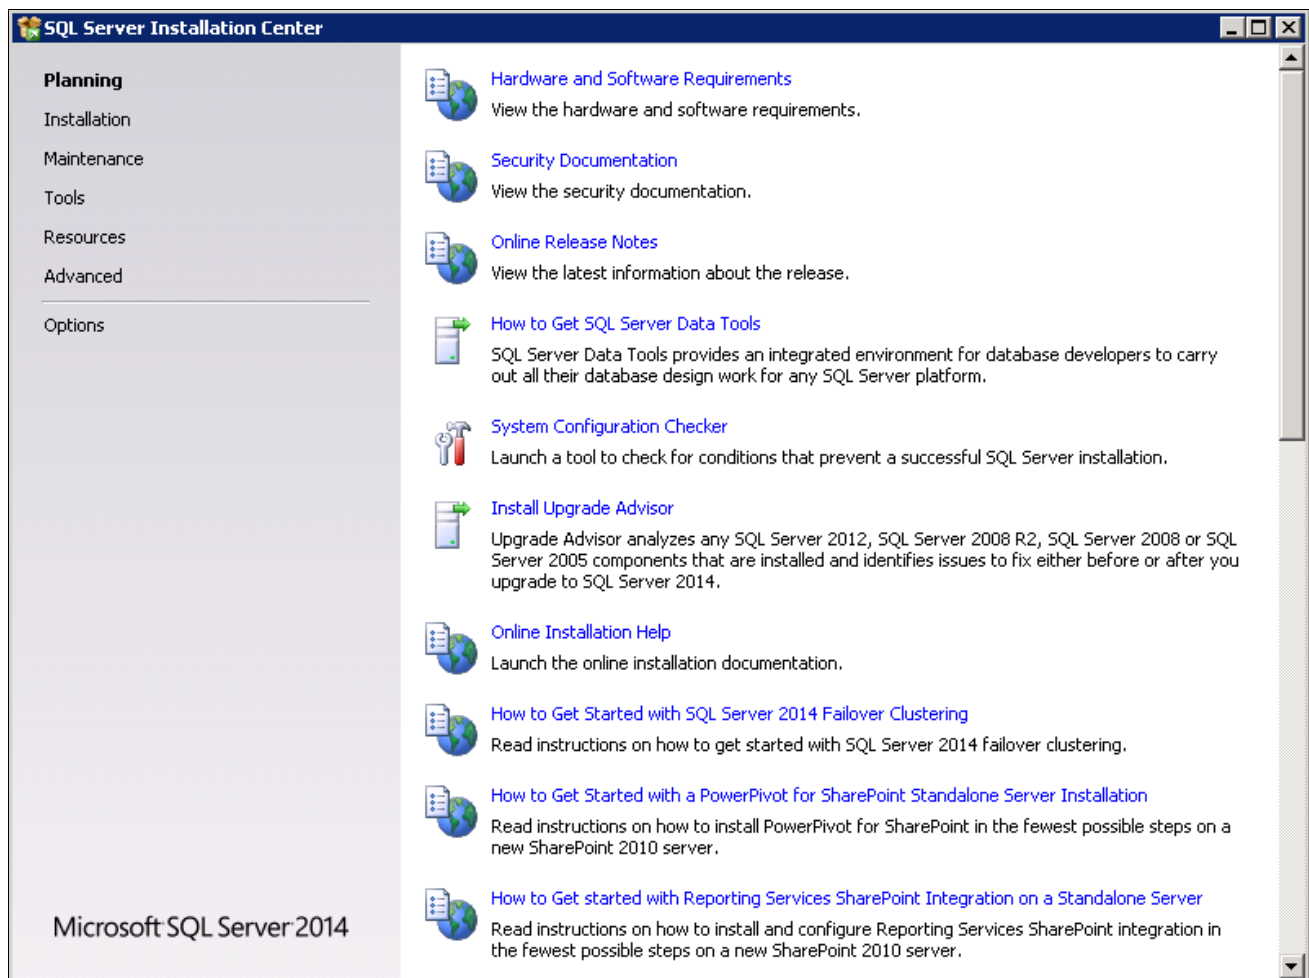 SQL Server Installation Center
Planning
Installation
Maintenance
Tools
Resources
Advanced
Options
Microsoft SQL Server 2014
Hardware and Software Requirements
View the hardware and software requirements.
Security Documentation
View the security documentation.
Online Release Notes
View the latest information about the release.
How to Get SQL Server Data Tools
SQL Server Data Tools provides an integrated environment for database developers to carry
out all their database design work for any SQL Server platform.
System Configuration Checker
Launch a tool to check for conditions that prevent a successful SQL Server installation.
Install Upgrade Advisor
Upgrade Advisor analyzes any SQL Server 2012, SQL Server 2008 R2, SQL Server 2008 or SQL
Server 2005 components that are installed and identifies issues to fix either before or after you
upgrade to SQL Server 2014.
Online Installation Help
Launch the online installation documentation.
How to Get Started with SQL Server 2014 Failover Clustering
Read instructions on how to get started with SQL Server 2014 failover clustering.
How to Get Started with a PowerPivot for SharePoint Standalone Server Installation
Read instructions on how to install PowerPivot for SharePoint in the fewest possible steps on a
new SharePoint 2010 server.
How to Get started with Reporting Services SharePoint Integration on a Standalone Server
Read instructions on how to install and configure Reporting Services SharePoint integration in
the fewest possible steps on a new SharePoint 2010 server.